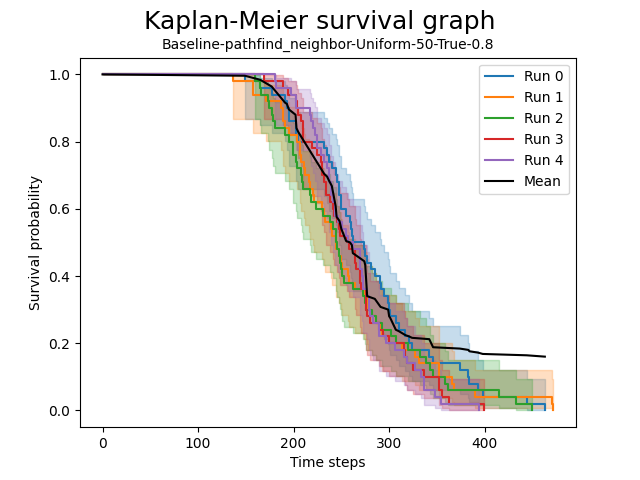 Kaplan-Meier survival graph
Baseline-pathfind_neighbor-Uniform-50-True-0.8
Survival probability
1.0
0.8
0.6
0.4
0.2
0.0
Run 0
Run 1
Run 2
Run 3
Run 4
Mean
0
100
200
300
400
Time steps